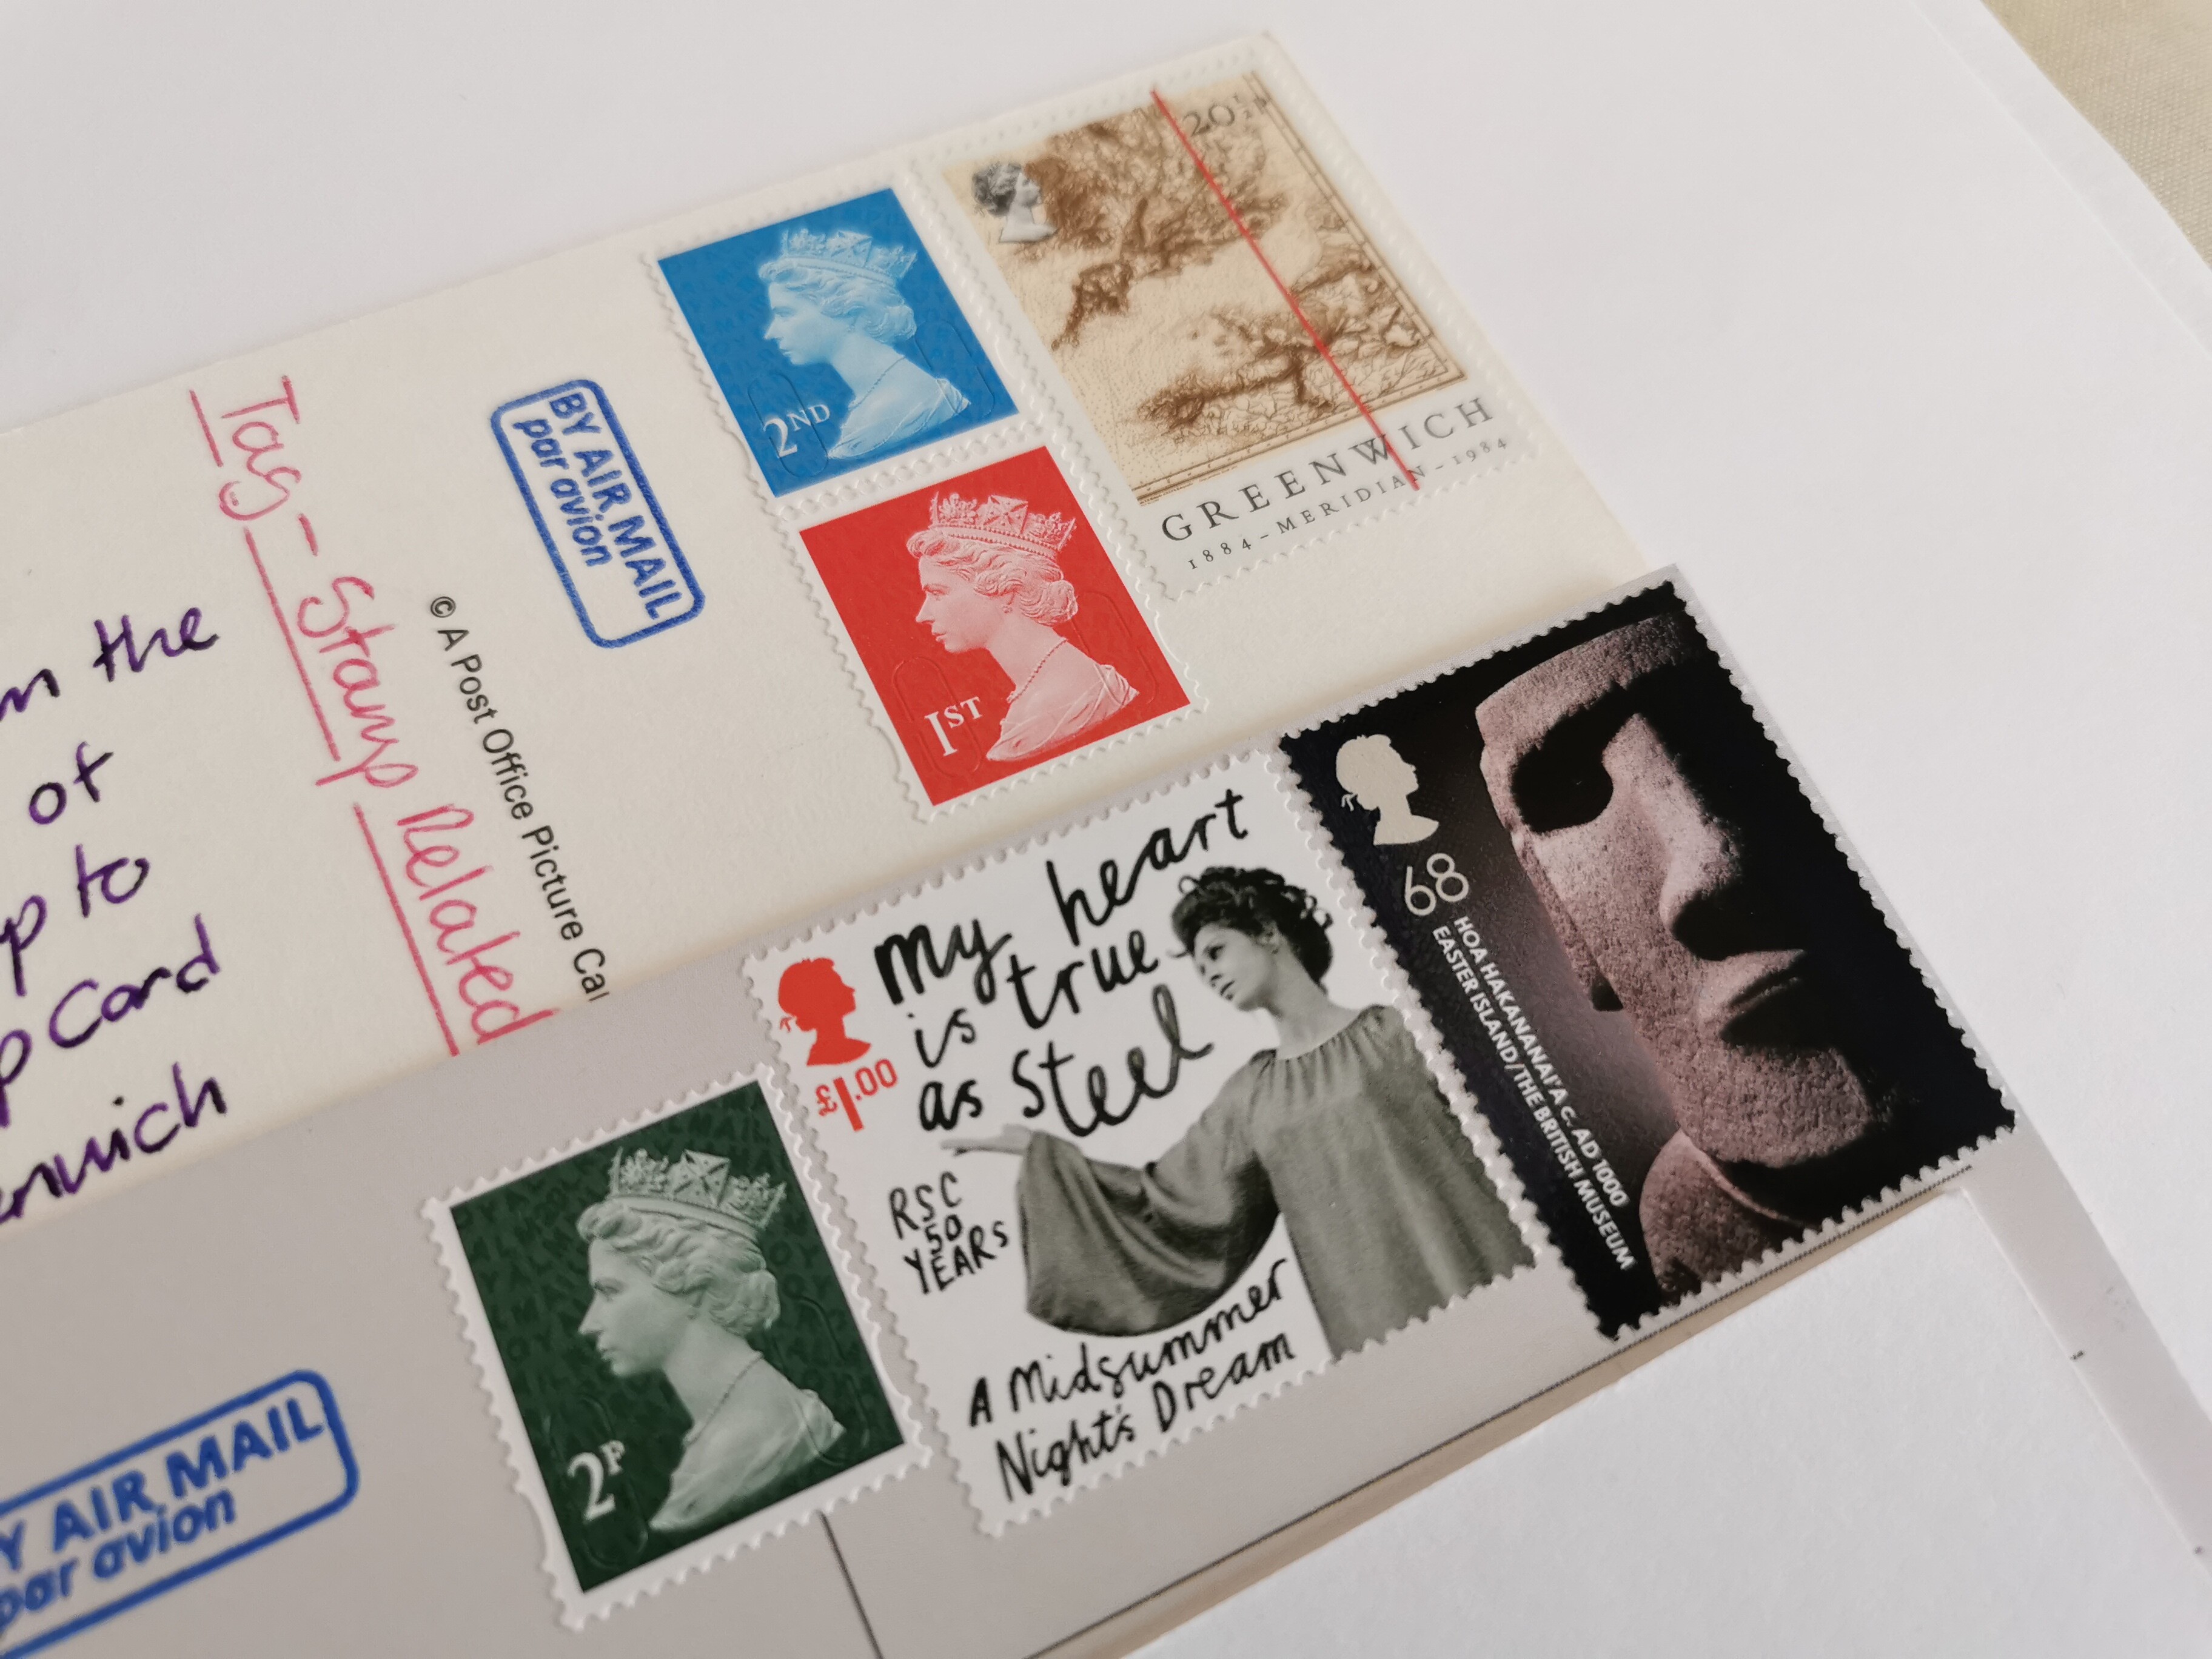 20½p
GREENWICH
1884–MERIDIAN–1984
2ND
1ST
BY AIR MAIL
par avion
Tag - Stamp Related
© A Post Office Picture
the
of
to
Card
My heart
is true
as steel
£1.00
RSC
50
YEARS
A Midsummer
Night's Dream
68
HOA HAKANANAI'A c. AD 1000
EASTER ISLAND/THE BRITISH MUSEUM
2P
AIR MAIL
par avion